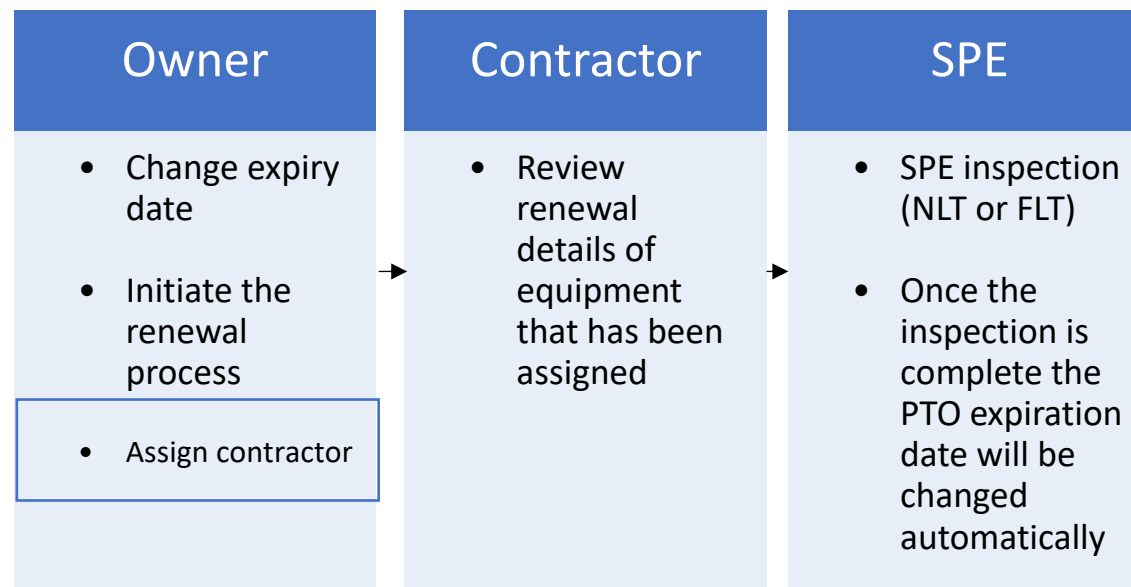 Owner
• Change expiry
date
• Initiate the
renewal
process
• Assign contractor
Contractor
• Review
renewal
details of
equipment
that has been
assigned
SPE
• SPE inspection
(NLT or FLT)
• Once the
inspection is
complete the
PTO expiration
date will be
changed
automatically